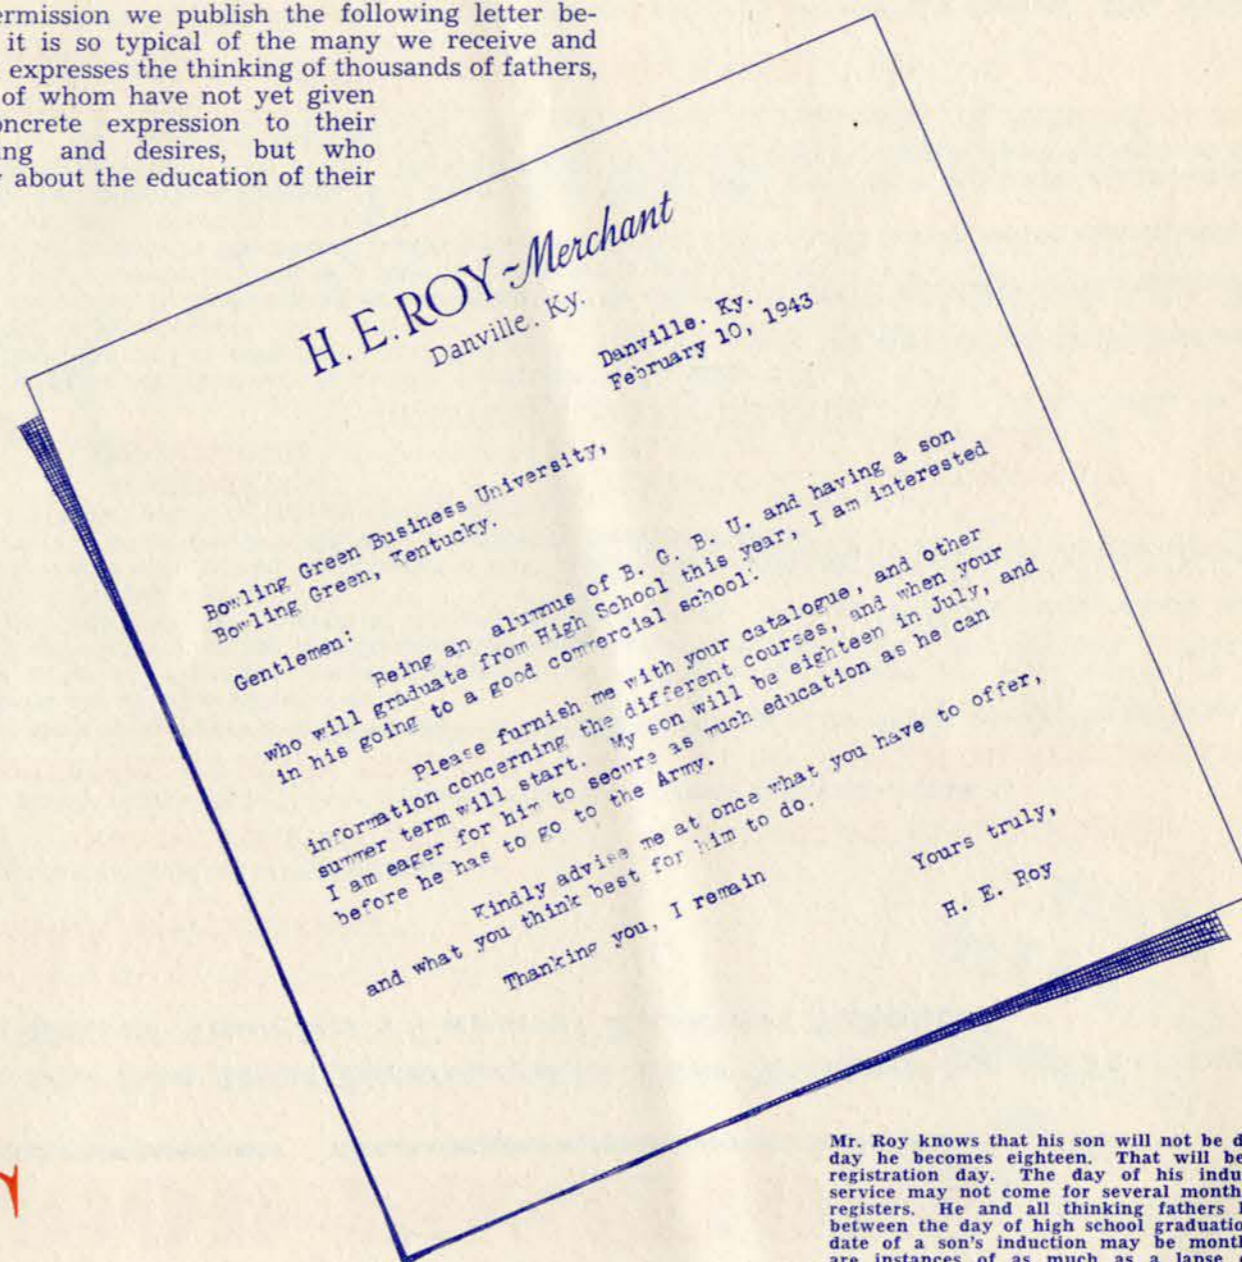 ermission we publish the following letter be-
it is so typical of the many we receive and
expresses the thinking of thousands of fathers,
of whom have not yet given
oncrete expression to their
ng and desires, but who
about the education of their
H. E. ROY ~ Merchant
Danville, Ky.
Danville, Ky.
February 10, 1943
Bowling Green Business University,
Bowling Green, Kentucky.
Gentlemen:
Being an alumnus of B. G. B. U. and having a son
who will graduate from High School this year, I am interested
in his going to a good commercial school.
Please furnish me with your catalogue, and other
information concerning the different courses, and when your
summer term will start. My son will be eighteen in July, and
I am eager for him to secure as much education as he can
before he has to go to the Army.
Kindly advise me at once what you have to offer,
and what you think best for him to do.
Thanking you, I remain
Yours truly,
H. E. Roy
Mr. Roy knows that his son will not be d
day he becomes eighteen. That will be
registration day. The day of his indu
service may not come for several month
registers. He and all thinking fathers
between the day of high school graduatio
date of a son's induction may be month
are instances of as much as a lapse